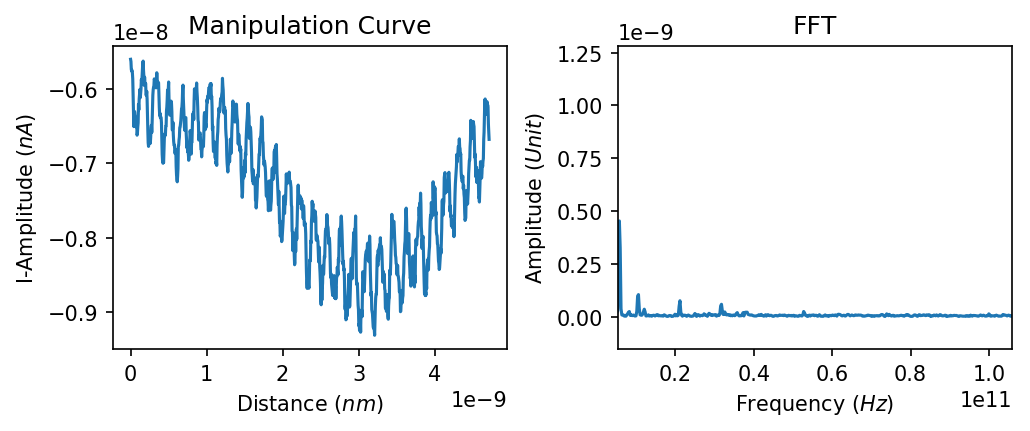 Manipulation Curve
1e−8
−0.6
−0.7
−0.8
−0.9
I-Amplitude (nA)
0 1 2 3 4
1e−9
Distance (nm)
FFT
1e−9
1.25
1.00
0.75
0.50
0.25
0.00
Amplitude (Unit)
0.2 0.4 0.6 0.8 1.0
1e11
Frequency (Hz)